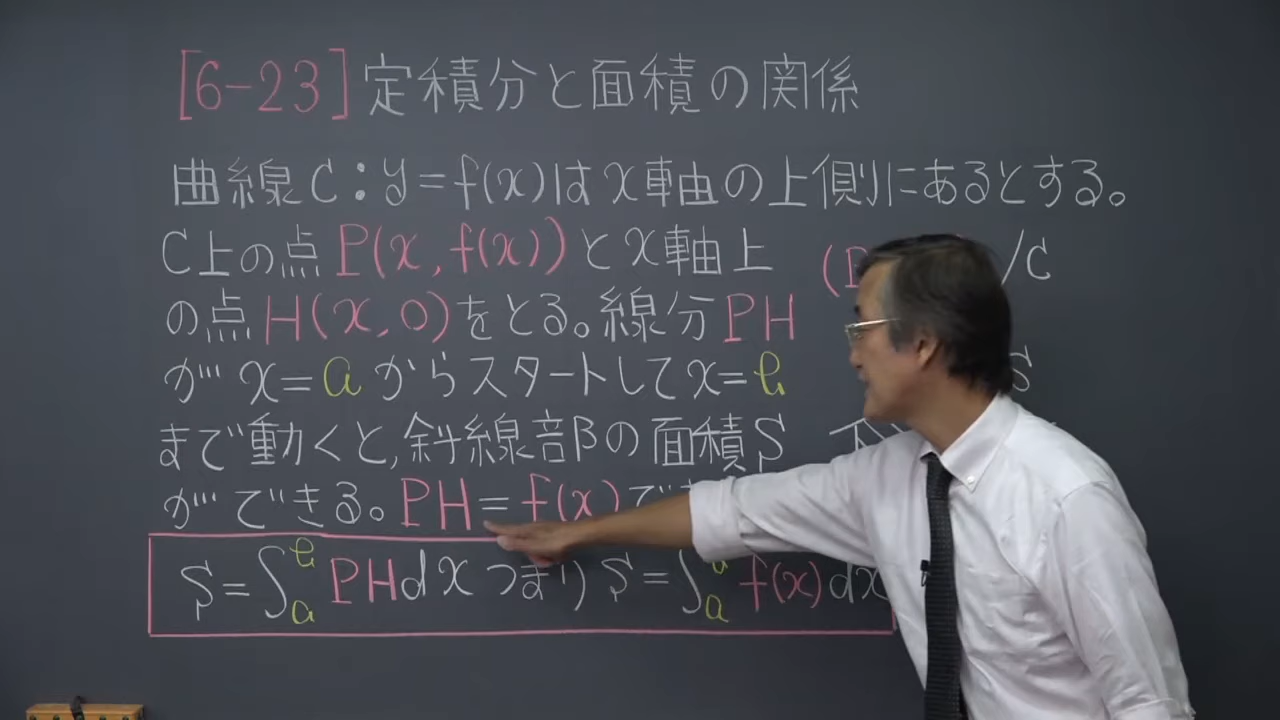 [6-23] 定積分と面積の関係
曲線C:y=f(x)はx軸の上側にあるとする。
C上の点P(x,f(x))とx軸上
の点H(x,0)をとる。線分PH
がx=aからスタートしてx=b
まで動くと,斜線部の面積S
ができる。PH=f(x)で
S=∫_a^b PHdx つまり S=∫_a f(x)dx
(P
C
S